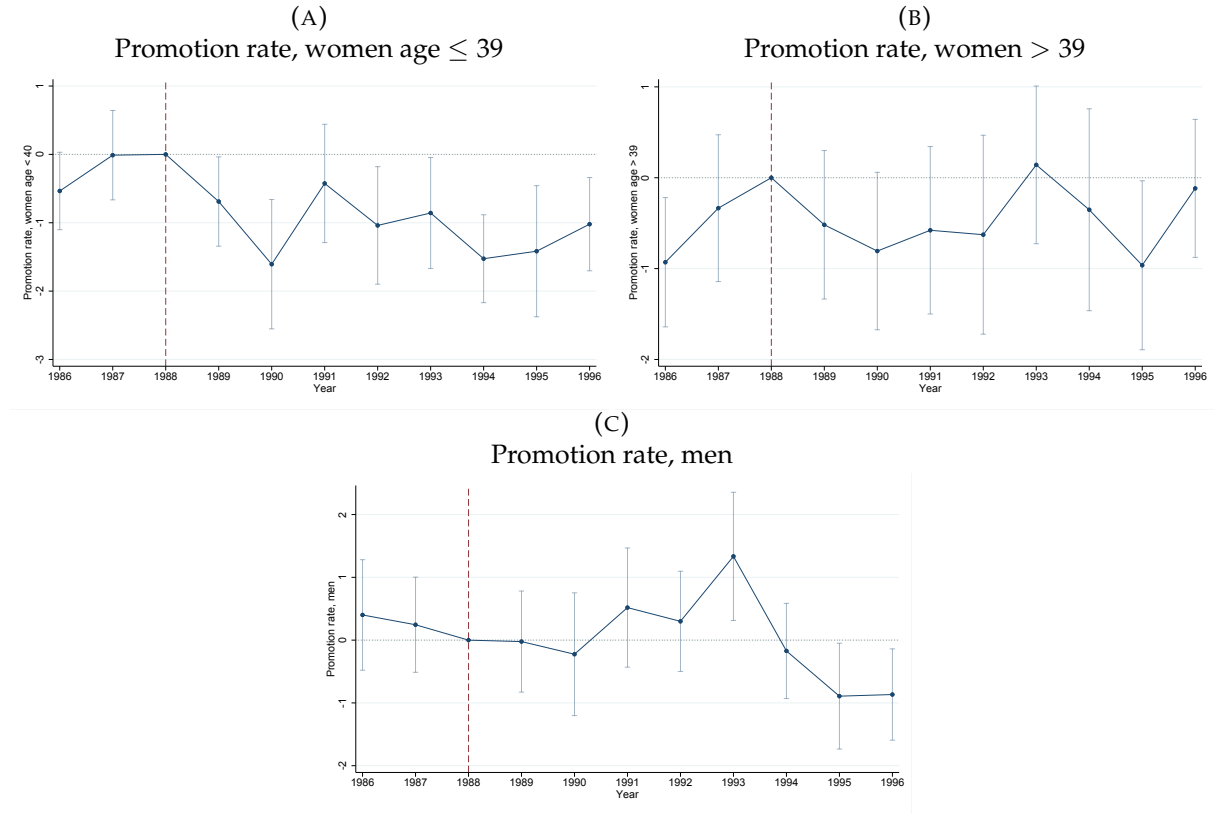 (A)
Promotion rate, women age ≤ 39
Promotion rate, women age < 40
1
0
-1
-2
-3
1986 1987 1988 1989 1990 1991 1992 1993 1994 1995 1996
Year
(B)
Promotion rate, women > 39
Promotion rate, women age > 39
1
0
-1
-2
1986 1987 1988 1989 1990 1991 1992 1993 1994 1995 1996
Year
(C)
Promotion rate, men
Promotion rate, men
2
1
0
-1
-2
1986 1987 1988 1989 1990 1991 1992 1993 1994 1995 1996
Year